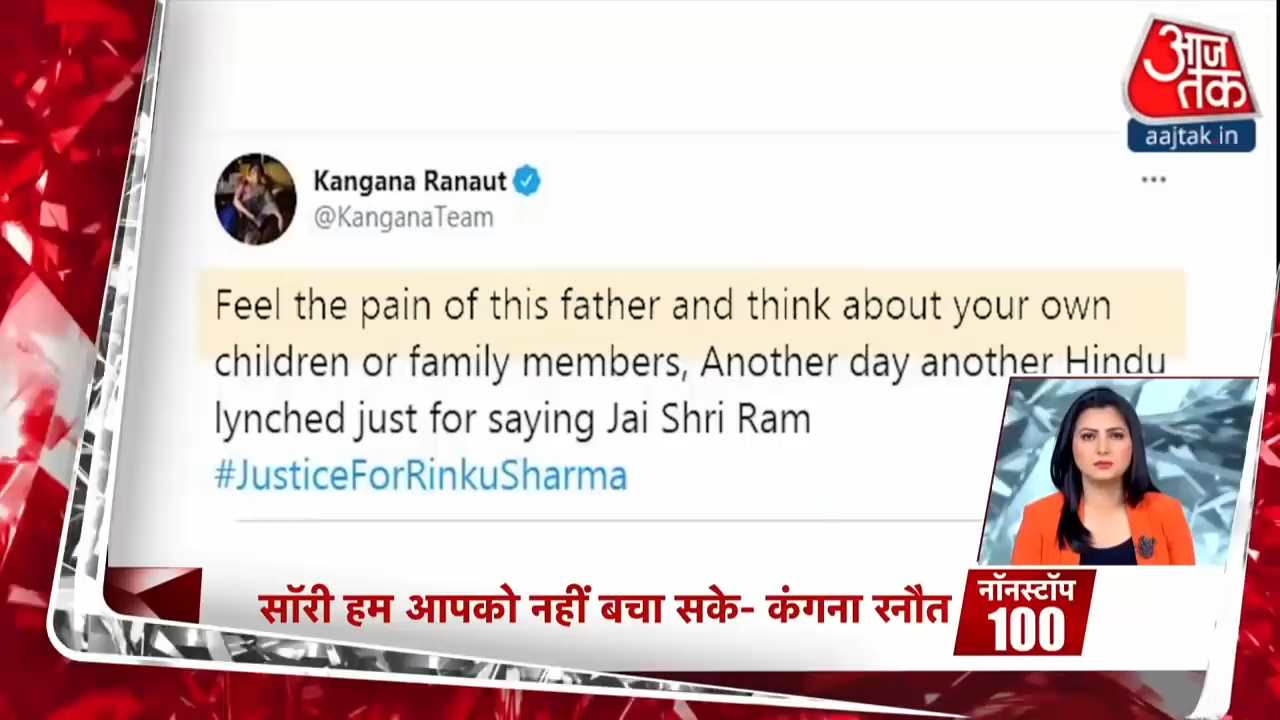 आज
तक
aajtak.in
Kangana Ranaut
@KanganaTeam
Feel the pain of this father and think about your own
children or family members, Another day another Hindu
lynched just for saying Jai Shri Ram
#JusticeForRinkuSharma
सॉरी हम आपको नहीं बचा सके- कंगना रनौत
नॉनस्टॉप
100